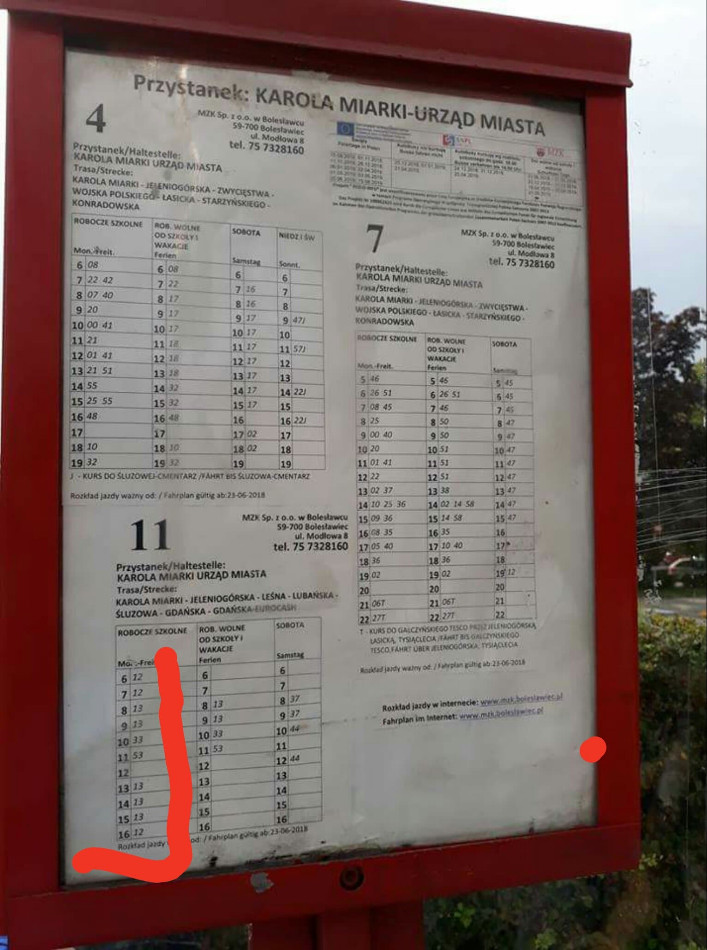 Przystanek: KAROLA MIARKI-URZĄD MIASTA
4
MZK Sp. z o.o. w Bolesławcu
59-700 Bolesławiec
ul. Modłowa 8
tel. 75 7328160
Przystanek/Haltestelle:
KAROLA MIARKI URZĄD MIASTA
Trasa/Strecke:
KAROLA MIARKI - JELENIOGÓRSKA - ZWYCIĘSTWA -
WOJSKA POLSKIEGO - ŁASICKA - STARZYŃSKIEGO -
KONRADOWSKA
ROBOCZE SZKOLNE ROB. WOLNE OD SZKOŁY I WAKACJE SOBOTA NIEDZ I ŚW
Mon.-Freit. Ferien Samstag Sonnt.
6 08 6 08 6 6
7 22 42 7 22 7 16 7
8 07 40 8 17 8 16 8
9 20 9 17 9 17 9 47J
10 00 41 10 17 10 17 10
11 21 11 18 11 17 11 57J
12 01 41 12 18 12 17 12
13 21 51 13 18 13 17 13
14 55 14 32 14 17 14 22J
15 25 55 15 32 15 17 15
16 48 16 48 16 16 22J
17 17 17 02 17
18 10 18 10 18 02 18
19 32 19 32 19 19
J - KURS DO ŚLUZOWEJ-CMENTARZ /FAHRT BIS ŚLUZOWA-CMENTARZ
Rozkład jazdy ważny od: / Fahrplan gültig ab:23-06-2018
7
MZK Sp. z o.o. w Bolesławcu
59-700 Bolesławiec
ul. Modłowa 8
tel. 75 7328160
Przystanek/Haltestelle:
KAROLA MIARKI URZĄD MIASTA
Trasa/Strecke:
KAROLA MIARKI - JELENIOGÓRSKA - ZWYCIĘSTWA -
WOJSKA POLSKIEGO - ŁASICKA - STARZYŃSKIEGO -
KONRADOWSKA
ROBOCZE SZKOLNE ROB. WOLNE OD SZKOŁY I WAKACJE SOBOTA
Mon.-Freit. Ferien Samstag
5 46 5 46 5 45
6 26 51 6 26 51 6 45
7 08 45 7 46 7 45
8 25 8 50 8 47
9 00 40 9 50 9 47
10 20 10 51 10 47
11 01 41 11 51 11 47
12 22 12 51 12 47
13 02 37 13 38 13 47
14 10 25 36 14 02 14 58 14 47
15 09 36 15 14 58 15 47
16 08 35 16 35 16
17 05 40 17 10 40 17
18 36 18 36 18
19 02 19 02 19 12
20 20 20
21 06T 21 06T 21
22 27T 22 27T 22
T - KURS DO GAŁCZYŃSKIEGO TESCO PRZEZ JELENIOGÓRSKĄ
ŁASICKĄ, TYSIĄCLECIA /FAHRT BIS GAŁCZYŃSKIEGO
TESCO,FAHRT ÜBER JELENIOGÓRSKA, TYSIĄCLECIA
Rozkład jazdy ważny od: / Fahrplan gültig ab:23-06-2018
11
MZK Sp. z o.o. w Bolesławcu
59-700 Bolesławiec
ul. Modłowa 8
tel. 75 7328160
Przystanek/Haltestelle:
KAROLA MIARKI URZĄD MIASTA
Trasa/Strecke:
KAROLA MIARKI - JELENIOGÓRSKA - LEŚNA - LUBAŃSKA -
ŚLUZOWA - GDAŃSKA - GDAŃSKA-EUROCASH
ROBOCZE SZKOLNE ROB. WOLNE OD SZKOŁY I WAKACJE SOBOTA
Mon.-Freit Ferien Samstag
6 12 6 6
7 12 7 7
8 13 8 13 8 37
9 13 9 13 9 37
10 33 10 33 10 44
11 53 11 53 11
12 12 12 44
13 13 13 13
14 13 14 14
15 13 15 15
16 12 16 16
Rozkład jazdy od: / Fahrplan gültig ab:23-06-2018
Rozkład jazdy w internecie: www.mzk.boleslawiec.pl
Fahrplan im Internet: www.mzk.boleslawiec.pl